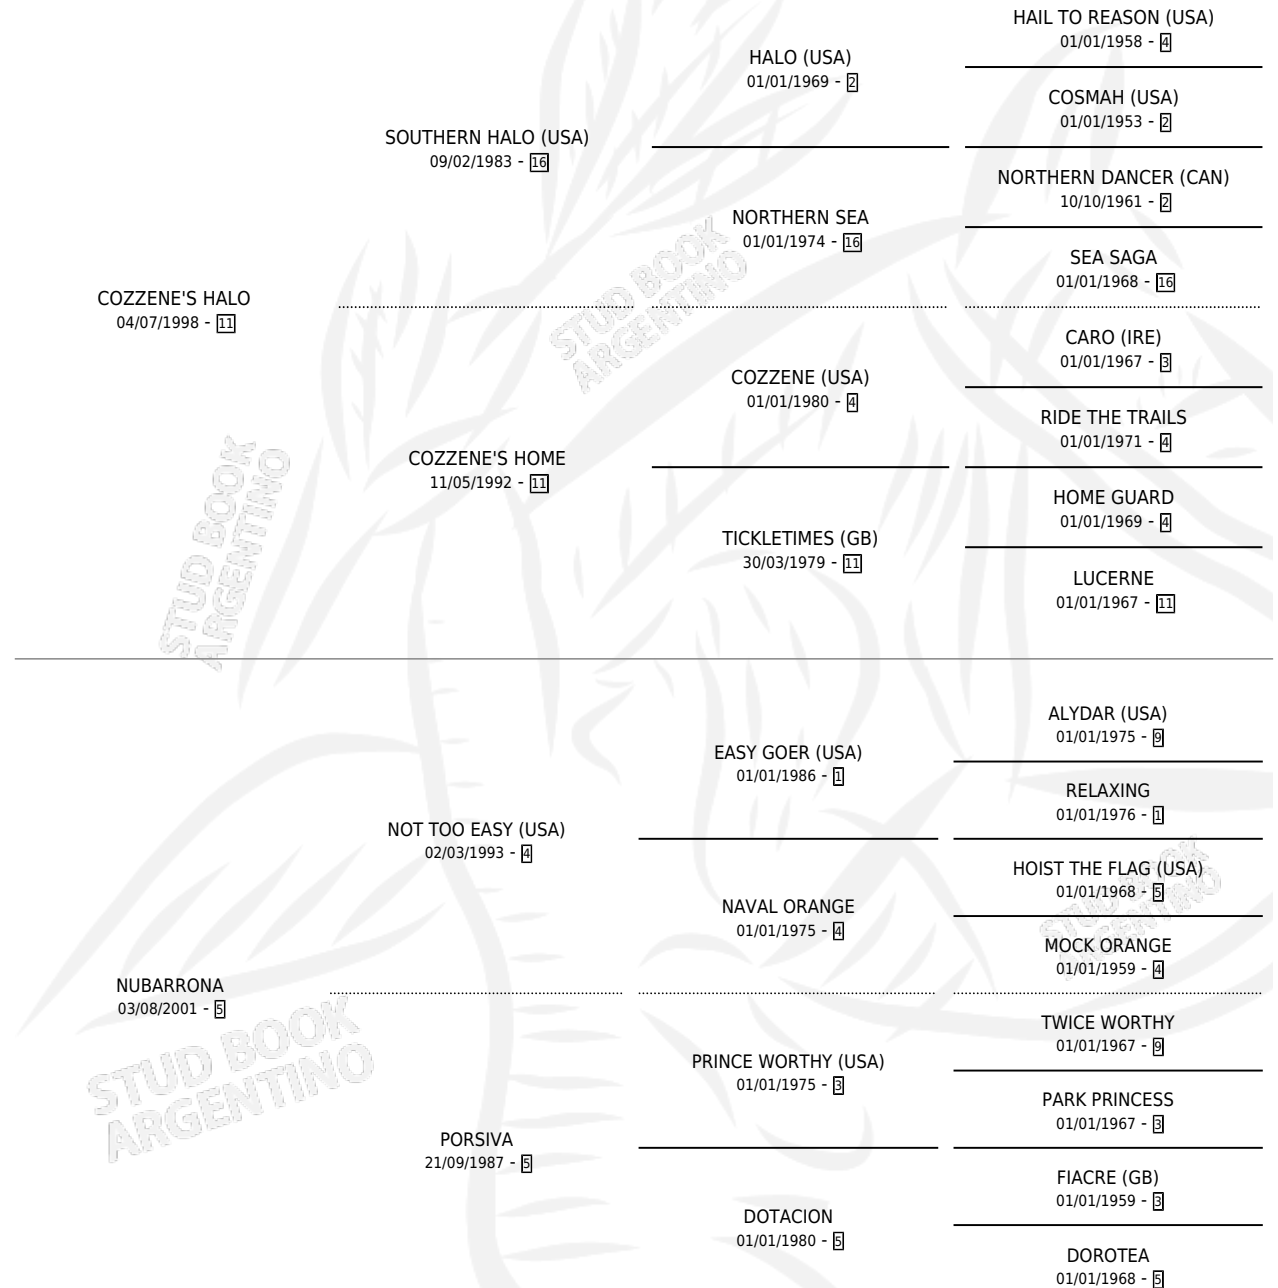 HAIL TO REASON (USA)
01/01/1958 - 4
HALO (USA)
01/01/1969 - 2
COSMAH (USA)
01/01/1953 - 2
SOUTHERN HALO (USA)
09/02/1983 - 16
NORTHERN DANCER (CAN)
10/10/1961 - 2
NORTHERN SEA
01/01/1974 - 16
SEA SAGA
01/01/1968 - 16
COZZENE'S HALO
04/07/1998 - 11
CARO (IRE)
01/01/1967 - 3
COZZENE (USA)
01/01/1980 - 4
RIDE THE TRAILS
01/01/1971 - 4
COZZENE'S HOME
11/05/1992 - 11
HOME GUARD
01/01/1969 - 4
TICKLETIMES (GB)
30/03/1979 - 11
LUCERNE
01/01/1967 - 11
ALYDAR (USA)
01/01/1975 - 9
EASY GOER (USA)
01/01/1986 - 1
RELAXING
01/01/1976 - 1
NOT TOO EASY (USA)
02/03/1993 - 4
HOIST THE FLAG (USA)
01/01/1968 - 5
NAVAL ORANGE
01/01/1975 - 4
MOCK ORANGE
01/01/1959 - 4
NUBARRONA
03/08/2001 - 5
TWICE WORTHY
01/01/1967 - 9
PRINCE WORTHY (USA)
01/01/1975 - 3
PARK PRINCESS
01/01/1967 - 3
PORSIVA
21/09/1987 - 5
FIACRE (GB)
01/01/1959 - 3
DOTACION
01/01/1980 - 5
DOROTEA
01/01/1968 - 5
STUD BOOK
ARGENTINO
STUD BOOK
ARGENTINO
STUD BOOK
ARGENTINO
STUD BOOK
ARGENTINO